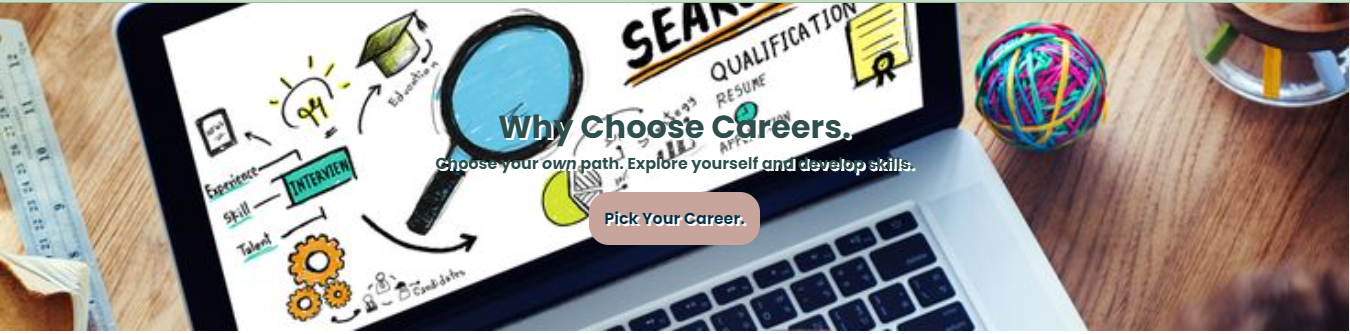 SEAR
QUALIFICATION
RESUME
Education
Why Choose Careers.
Choose your own path. Explore yourself and develop skills.
Experience
INTERVIEW
Skill
Talent
Pick Your Career.
Candidates